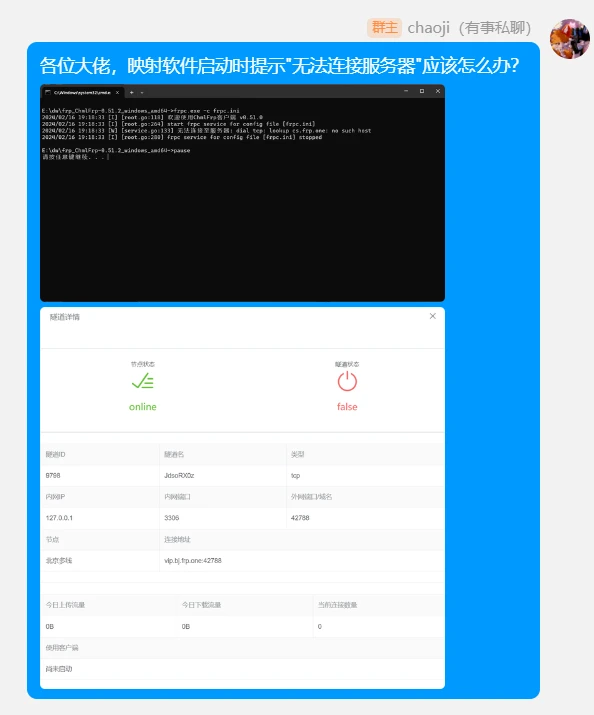 群主 chaoji（有事私聊）
各位大佬，映射软件启动时提示"无法连接服务器"应该怎么办？
C:\Windows\system32\cmd.e
E:\dw\frp_ChmlFrp-0.51.2_windows_amd64>frpc.exe -c frpc.ini
2024/02/16 19:18:33 [I] [root.go:118] 欢迎使用ChmlFrp客户端 v0.51.0
2024/02/16 19:18:33 [I] [root.go:264] start frpc service for config file [frpc.ini]
2024/02/16 19:18:33 [W] [service.go:133] 无法连接至服务器: dial tcp: lookup cs.frp.one: no such host
2024/02/16 19:18:33 [I] [root.go:280] frpc service for config file [frpc.ini] stopped
E:\dw\frp_ChmlFrp-0.51.2_windows_amd64>pause
请按任意键继续. . .
隧道详情
节点状态 隧道状态
online false
隧道ID 隧道名 类型
9798 JdsoRX0z tcp
内网IP 内网端口 外网端口/域名
127.0.0.1 3306 42788
节点 连接地址
北京多线 vip.bj.frp.one:42788
今日上传流量 今日下载流量 当前连接数量
0B 0B 0
使用客户端
尚未启动